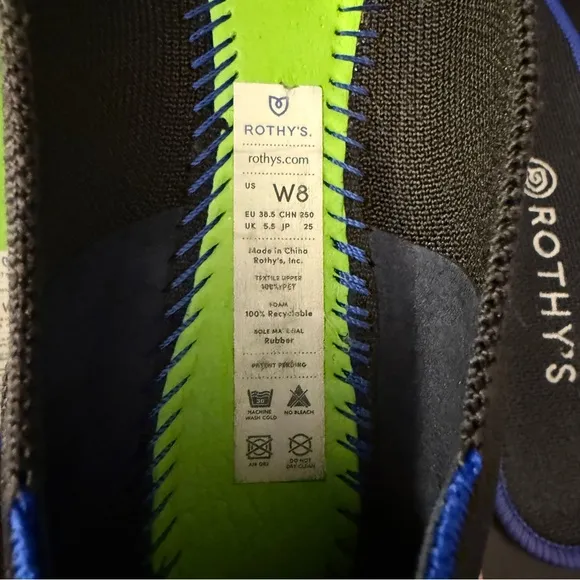 ROTHY'S.
rothys.com
US W8
EU 38.5 CHN 250
UK 5.5 JP 25
Made in China
Rothy's, Inc.
TEXTILE UPPER
100% PET
FOAM
100% Recyclable
SOLE MATERIAL
Rubber
PATENT PENDING
30
MACHINE
WASH COLD
NO BLEACH
AIR DRY
DO NOT
DRY CLEAN
ROTHY'S